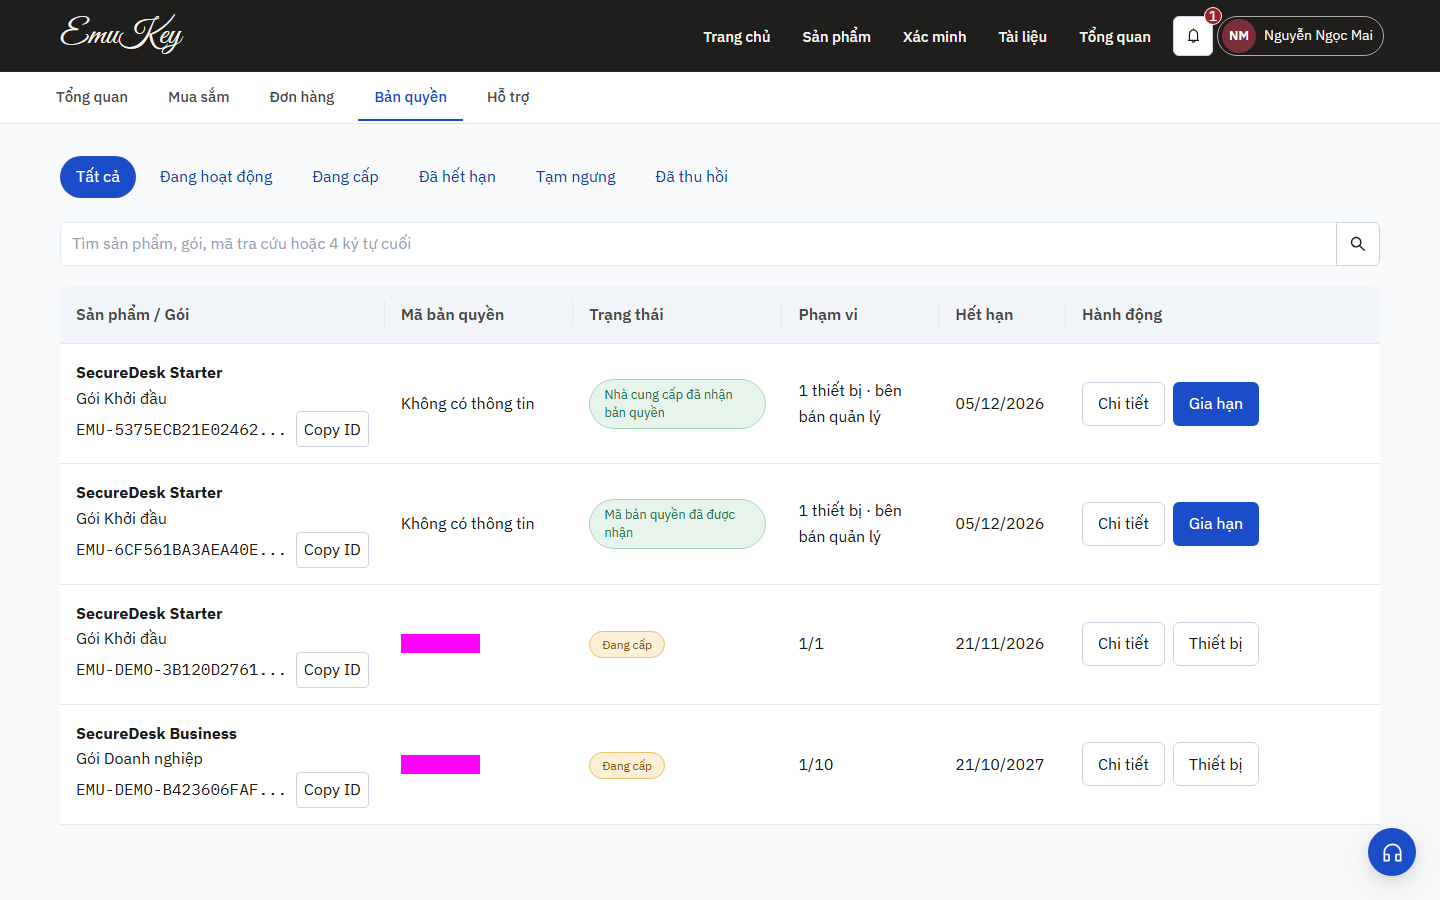 EmuKey
Trang chủ
Sản phẩm
Xác minh
Tài liệu
Tổng quan
1
NM
Nguyễn Ngọc Mai
Tổng quan
Mua sắm
Đơn hàng
Bản quyền
Hỗ trợ
Tất cả
Đang hoạt động
Đang cấp
Đã hết hạn
Tạm ngưng
Đã thu hồi
Tìm sản phẩm, gói, mã tra cứu hoặc 4 ký tự cuối
Sản phẩm / Gói
Mã bản quyền
Trạng thái
Phạm vi
Hết hạn
Hành động
SecureDesk Starter
Gói Khởi đầu
EMU-5375ECB21E02462...
Copy ID
Không có thông tin
Nhà cung cấp đã nhận
bản quyền
1 thiết bị · bên
bán quản lý
05/12/2026
Chi tiết
Gia hạn
SecureDesk Starter
Gói Khởi đầu
EMU-6CF561BA3AEA40E...
Copy ID
Không có thông tin
Mã bản quyền đã được
nhận
1 thiết bị · bên
bán quản lý
05/12/2026
Chi tiết
Gia hạn
SecureDesk Starter
Gói Khởi đầu
EMU-DEMO-3B120D2761...
Copy ID
Đang cấp
1/1
21/11/2026
Chi tiết
Thiết bị
SecureDesk Business
Gói Doanh nghiệp
EMU-DEMO-B423606FAF...
Copy ID
Đang cấp
1/10
21/10/2027
Chi tiết
Thiết bị